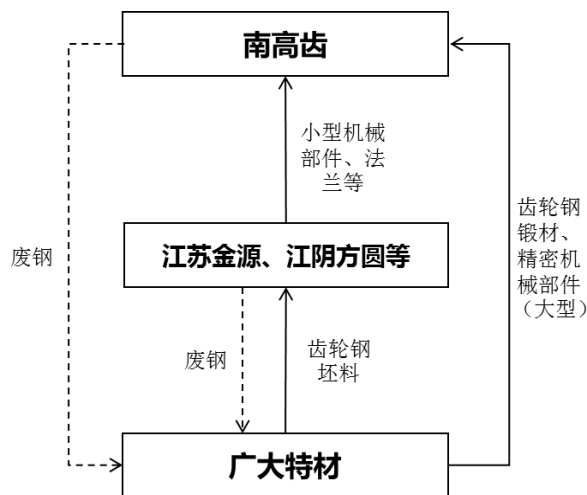 南高齿
小型机械
部件、法
兰等
废钢
齿轮钢
锻材、
精密机
械部件
（大型）
江苏金源、江阴方圆等
废钢
齿轮钢
坯料
广大特材